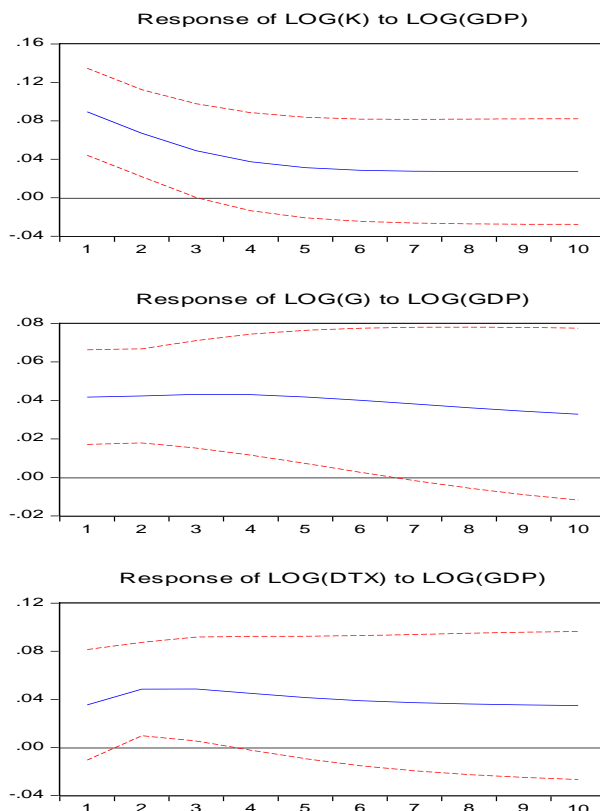 Response of LOG(K) to LOG(GDP)
.16
.12
.08
.04
.00
-.04
1 2 3 4 5 6 7 8 9 10
Response of LOG(G) to LOG(GDP)
.08
.06
.04
.02
.00
-.02
1 2 3 4 5 6 7 8 9 10
Response of LOG(DTX) to LOG(GDP)
.12
.08
.04
.00
-.04
1 2 3 4 5 6 7 8 9 10